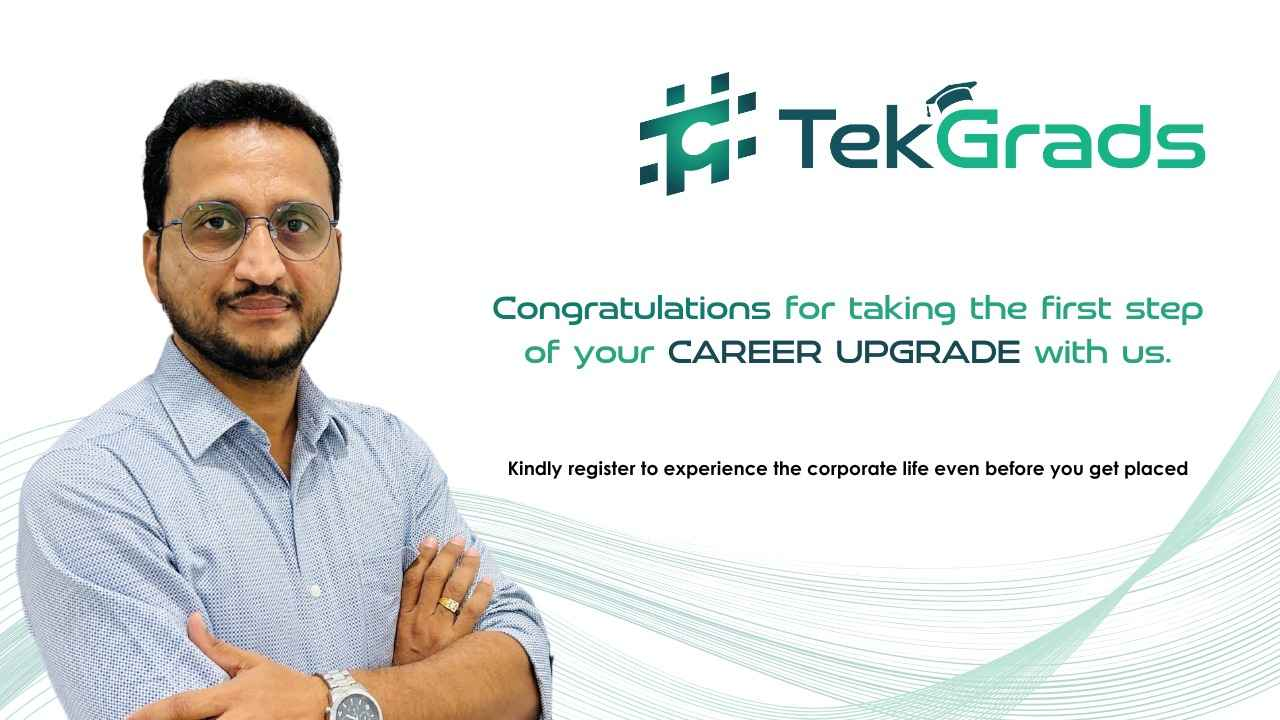 TekGrads
Congratulations for taking the first step
of your CAREER UPGRADE with us.
Kindly register to experience the corporate life even before you get placed